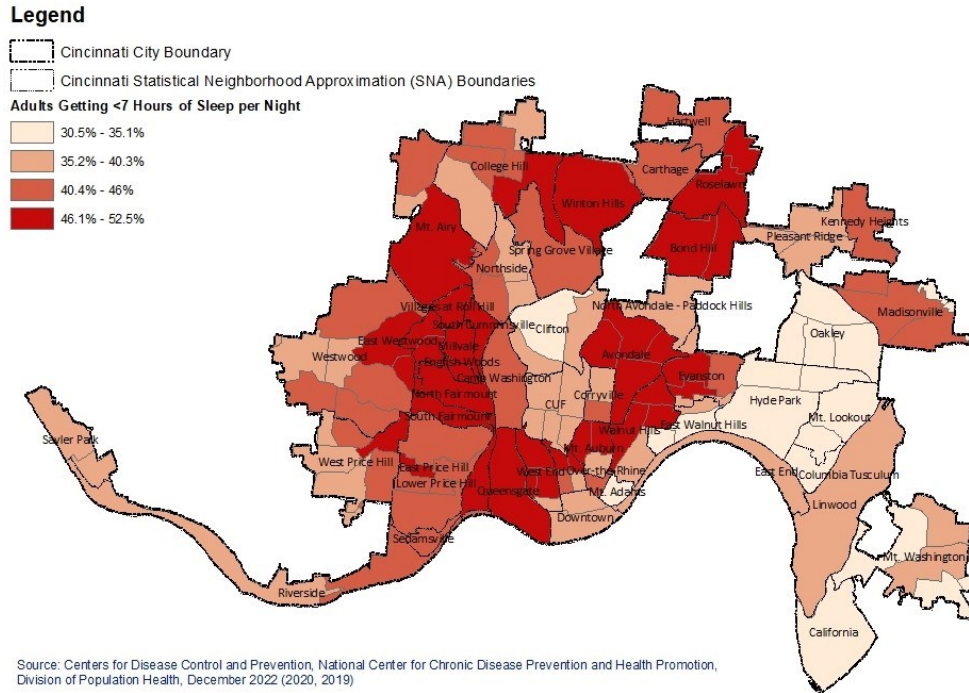 Legend
Cincinnati City Boundary
Cincinnati Statistical Neighborhood Approximation (SNA) Boundaries
Adults Getting <7 Hours of Sleep per Night
30.5% - 35.1%
35.2% - 40.3%
40.4% - 46%
46.1% - 52.5%
Hartwell
College Hill
Carthage
Roselawn
Winton Hills
Mt. Airy
Kennedy Heights
Pleasant Ridge
Bond Hill
Spring Grove Village
Northside
Villages at Roll Hill
North Avondale - Paddock Hills
Madisonville
South Cumminsville
Clifton
Oakley
East Westwood
Millvale
Westwood
Avondale
English Woods
Camp Washington
Evanston
North Fairmount
Corryville
Hyde Park
CUF
South Fairmount
Mt. Lookout
Walnut Hills
East Walnut Hills
Sayler Park
Mt. Auburn
West Price Hill
East Price Hill
West End
Over-the-Rhine
East End
Columbia Tusculum
Lower Price Hill
Queensgate
Mt. Adams
Linwood
Downtown
Sedamsville
Mt. Washington
Riverside
California
Source: Centers for Disease Control and Prevention, National Center for Chronic Disease Prevention and Health Promotion,
Division of Population Health, December 2022 (2020, 2019)